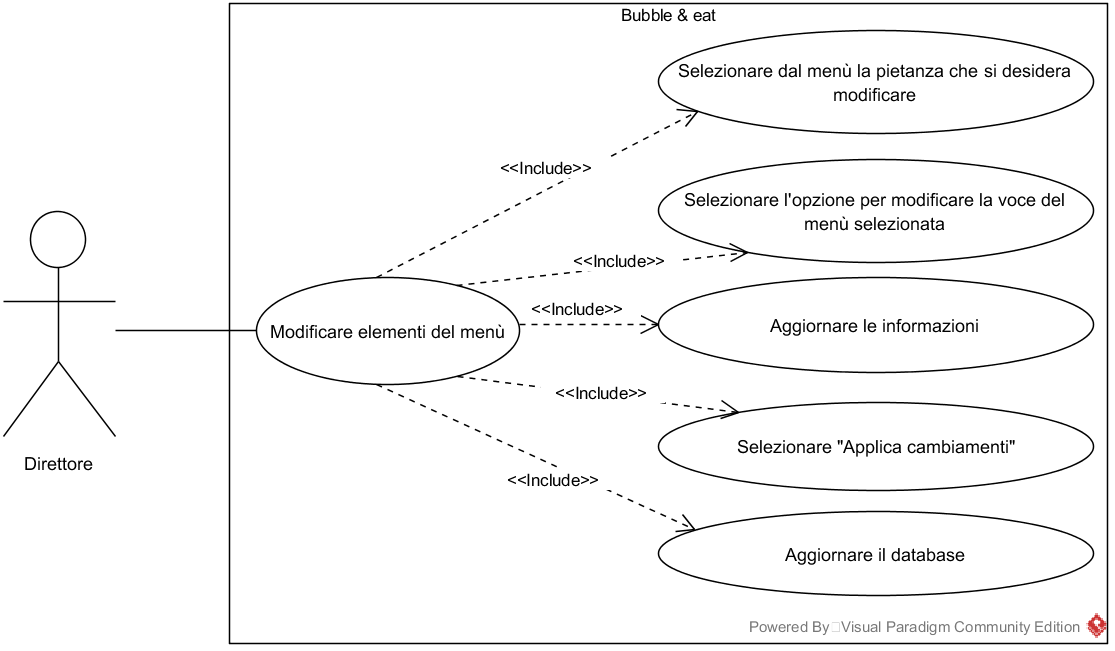 Bubble & eat
Selezionare dal menù la pietanza che si desidera
modificare
<<Include>>
Selezionare l'opzione per modificare la voce del
menù selezionata
<<Include>>
<<Include>>
Modificare elementi del menù
Aggiornare le informazioni
<<Include>>
Selezionare "Applica cambiamenti"
Direttore
<<Include>>
Aggiornare il database
Powered By Visual Paradigm Community Edition